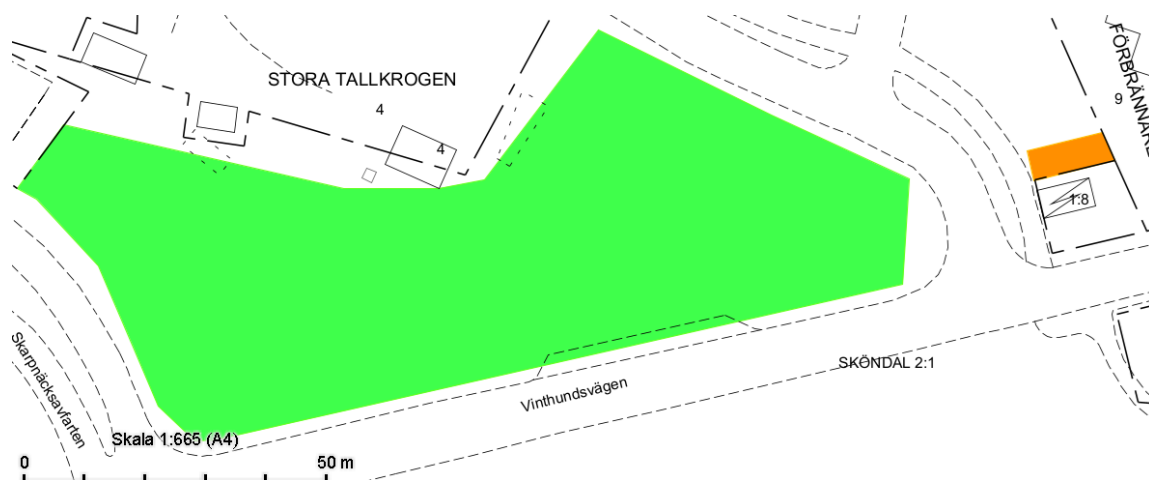 STORA TALLKROGEN
4
4
FÖRBRÄNNARE
9
1:8
SKÖNDAL 2:1
Vinthundsvägen
Skarpnäcksavfarten
Skala 1:665 (A4)
0 50 m